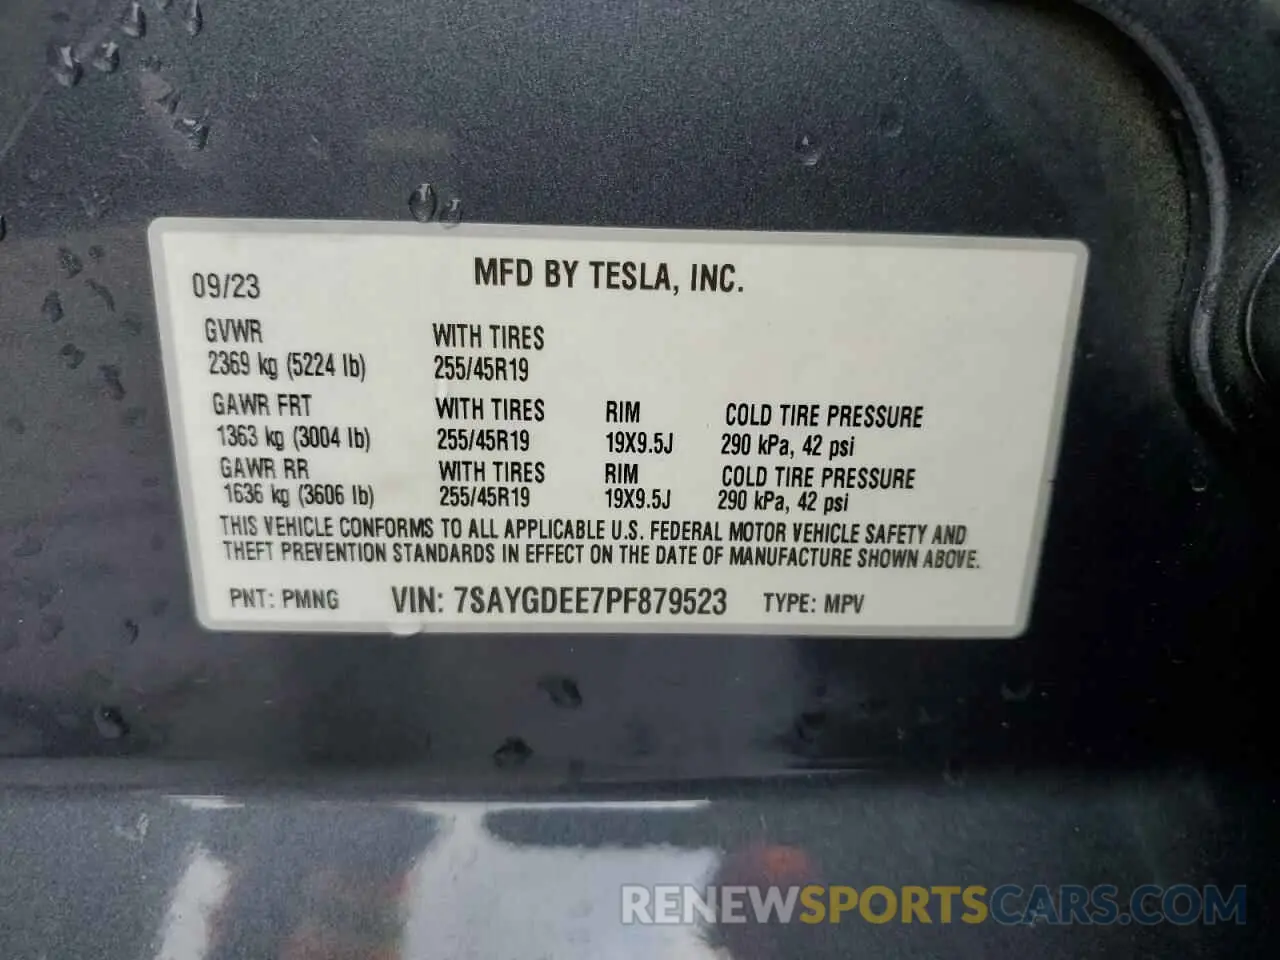 09/23 MFD BY TESLA, INC.
GVWR WITH TIRES
2369 kg (5224 lb) 255/45R19
GAWR FRT WITH TIRES RIM COLD TIRE PRESSURE
1363 kg (3004 lb) 255/45R19 19X9.5J 290 kPa, 42 psi
GAWR RR WITH TIRES RIM COLD TIRE PRESSURE
1636 kg (3606 lb) 255/45R19 19X9.5J 290 kPa, 42 psi
THIS VEHICLE CONFORMS TO ALL APPLICABLE U.S. FEDERAL MOTOR VEHICLE SAFETY AND
THEFT PREVENTION STANDARDS IN EFFECT ON THE DATE OF MANUFACTURE SHOWN ABOVE.
PNT: PMNG VIN: 7SAYGDEE7PF879523 TYPE: MPV
RENEWSPORTSCARS.COM